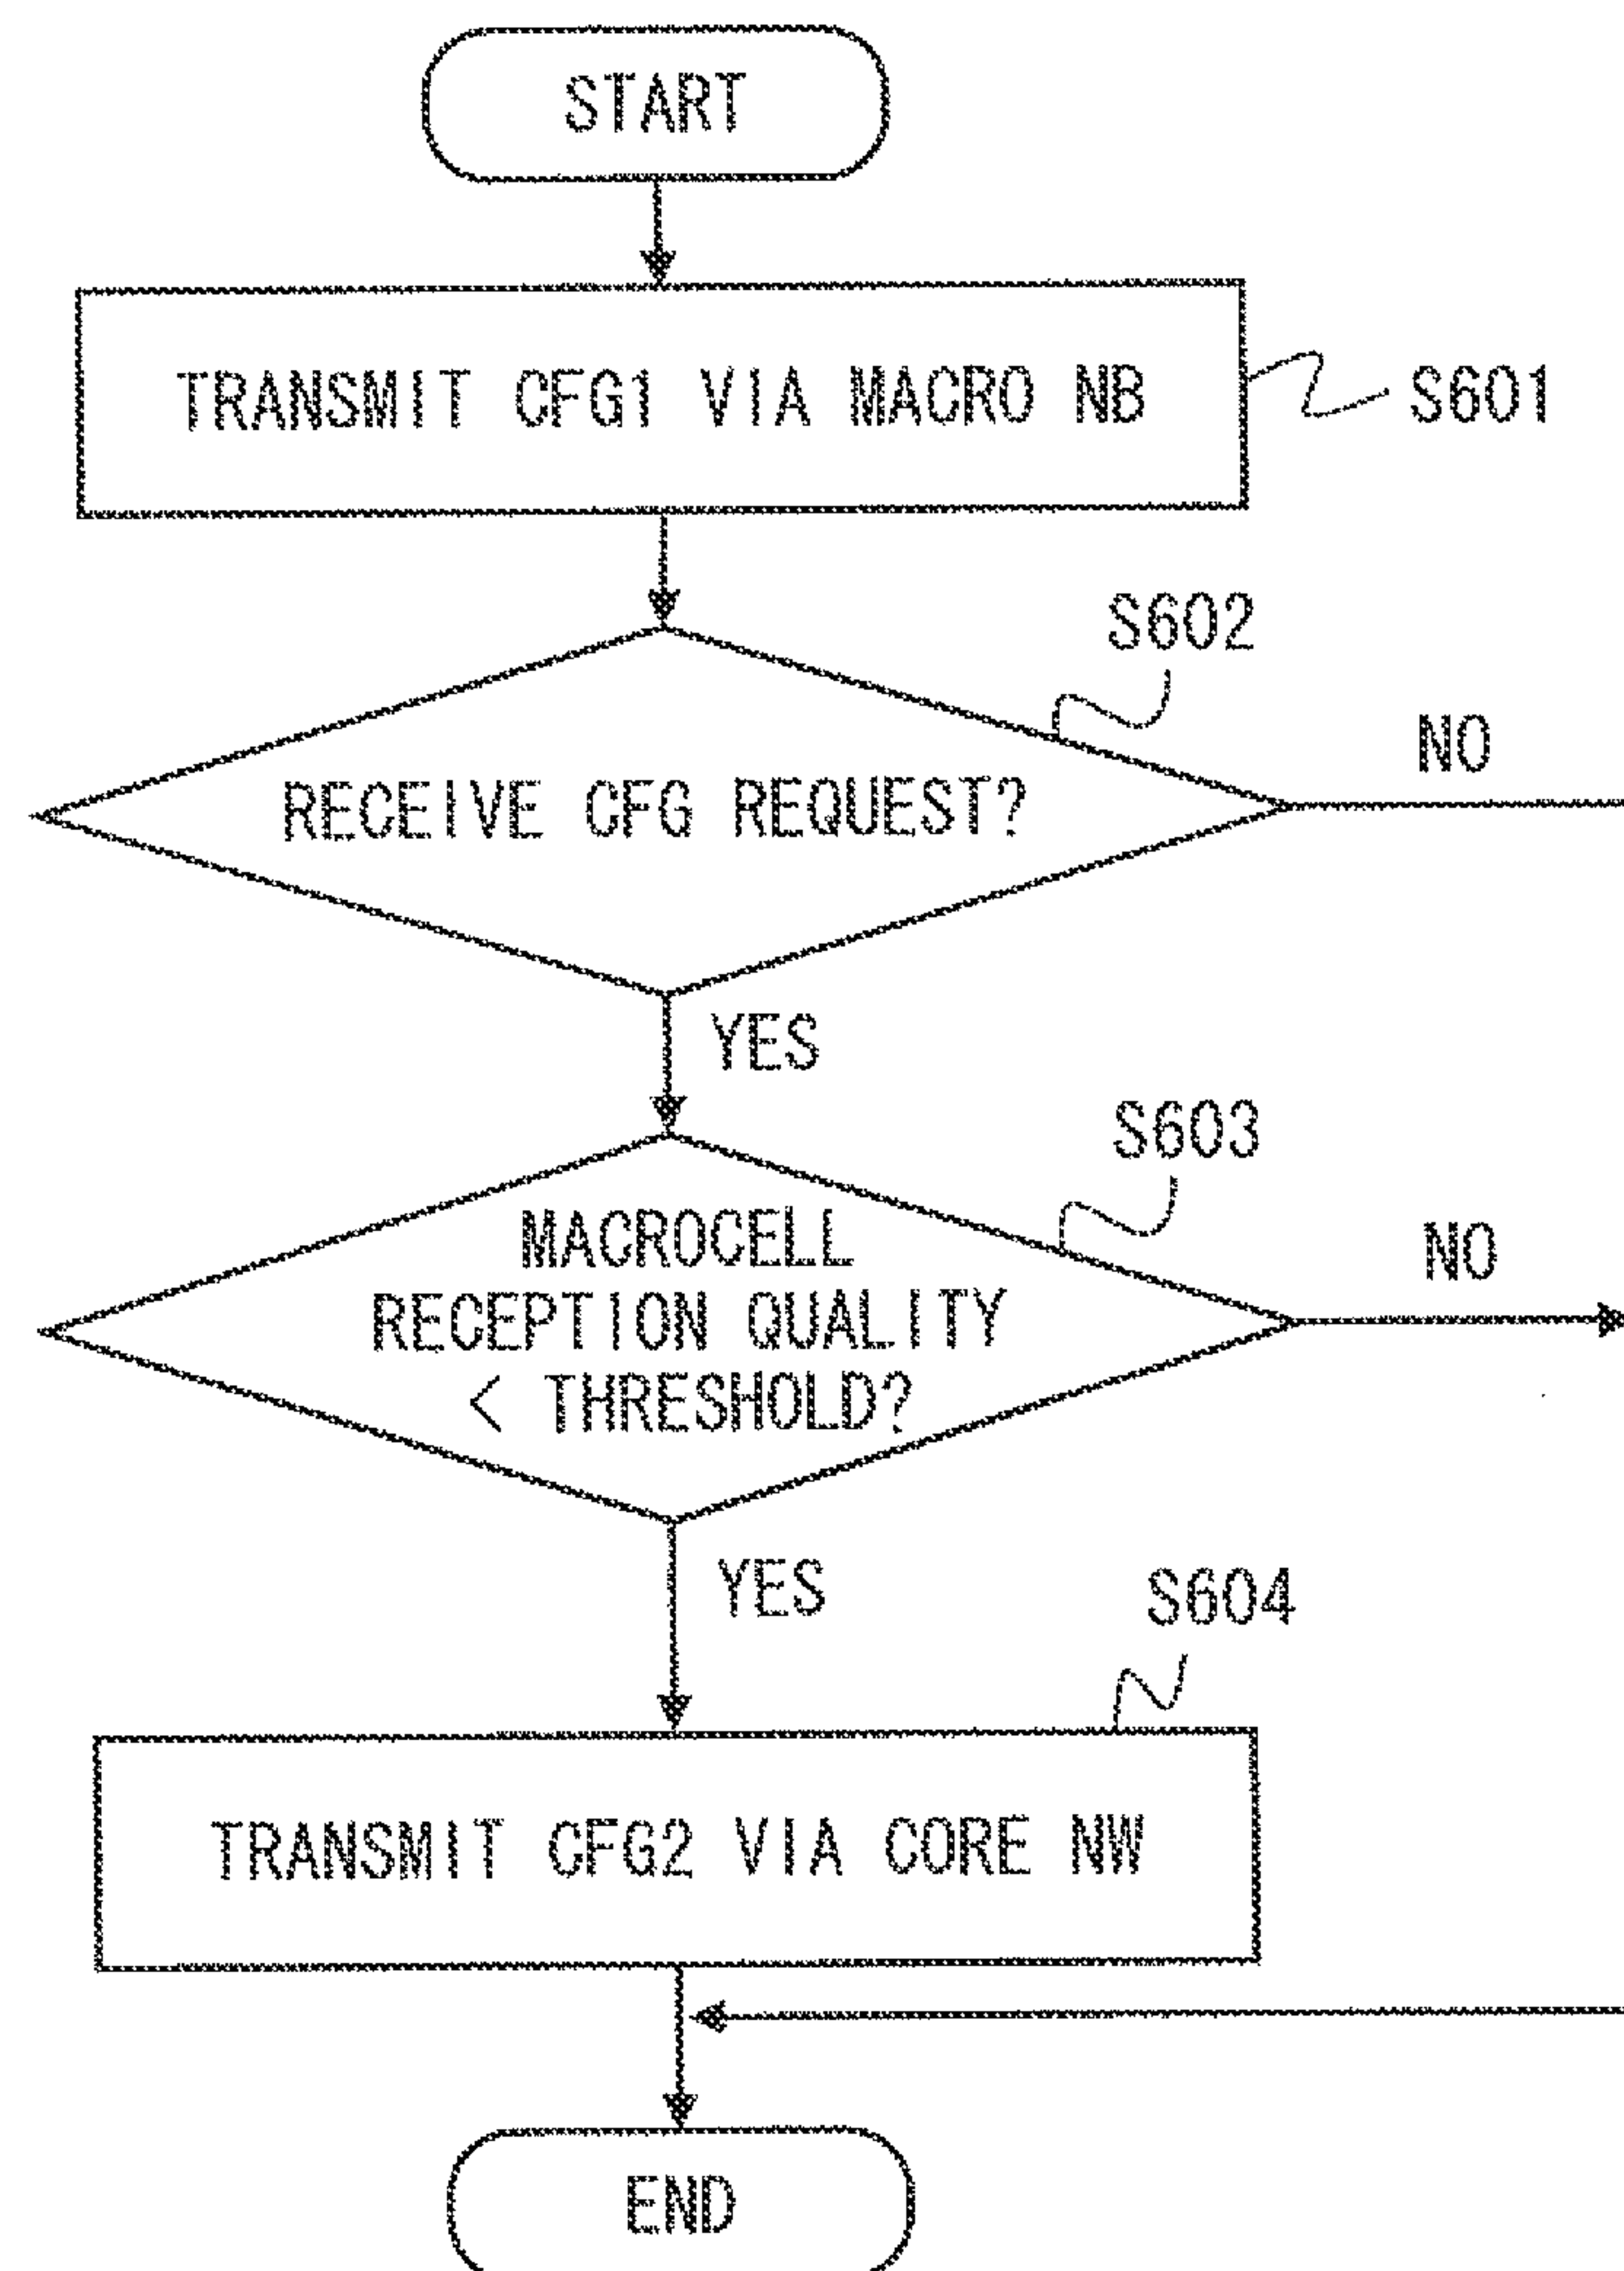 START
TRANSMIT CFG1 VIA MACRO NB
S601
S602
RECEIVE CFG REQUEST?
NO
YES
S603
MACROCELL
RECEPTION QUALITY
< THRESHOLD?
NO
YES
S604
TRANSMIT CFG2 VIA CORE NW
END